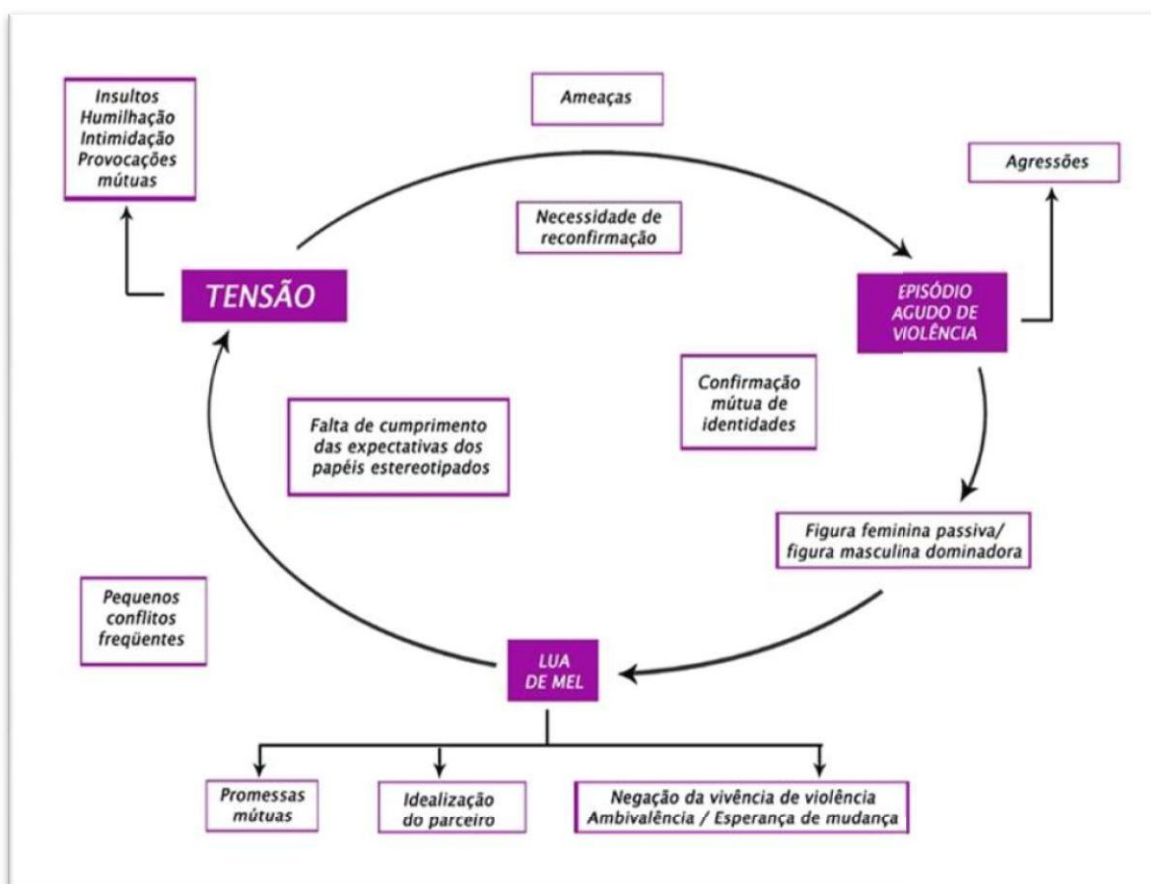 Insultos
Humilhação
Intimidação
Provocações
mútuas
Ameaças
Agressões
Necessidade de
reconfirmação
TENSÃO
EPISÓDIO
AGUDO DE
VIOLÊNCIA
Confirmação
mútua de
identidades
Falta de cumprimento
das expectativas dos
papéis estereotipados
Figura feminina passiva/
figura masculina dominadora
Pequenos
conflitos
freqüentes
LUA
DE MEL
Promessas
mútuas
Idealização
do parceiro
Negação da vivência de violência
Ambivalência / Esperança de mudança